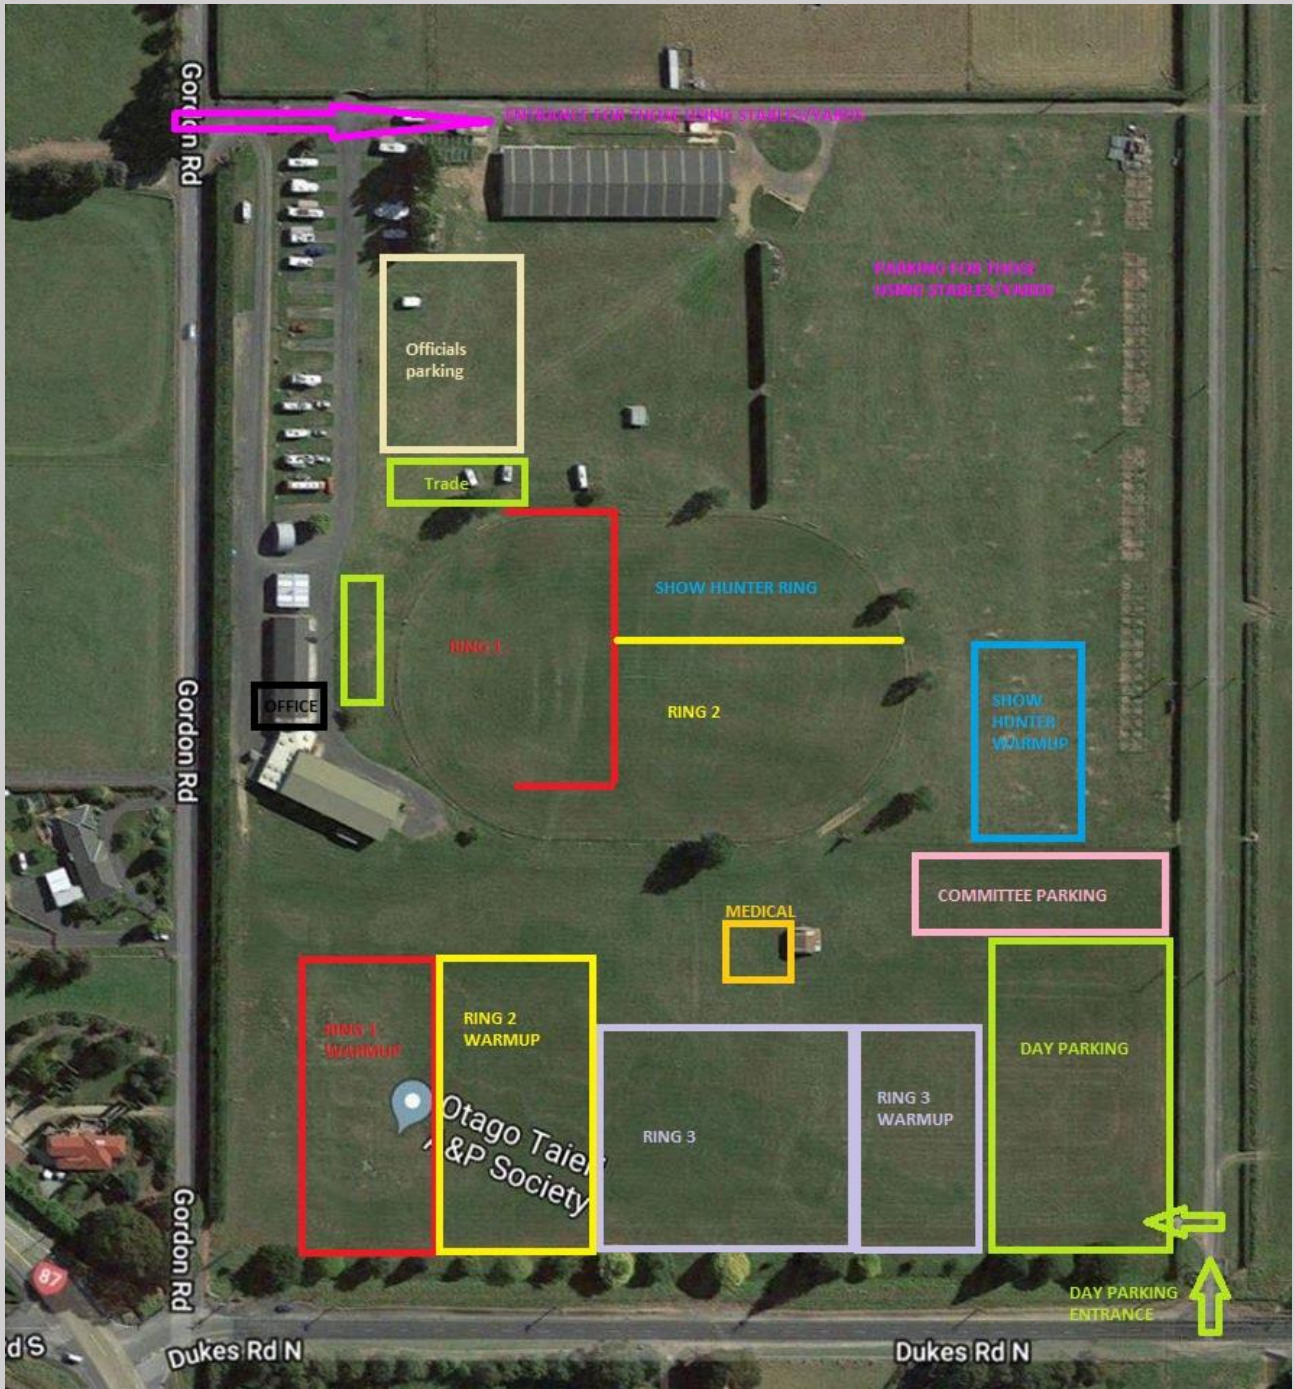 Gordon Rd
ENTRANCE FOR THOSE USING STABLES/YARDS
PARKING FOR THOSE
USING STABLES/YARDS
Officials
parking
Trade
SHOW HUNTER RING
RING 1
OFFICE
RING 2
SHOW
HUNTER
WARMUP
Gordon Rd
COMMITTEE PARKING
MEDICAL
RING 1
WARMUP
RING 2
WARMUP
DAY PARKING
RING 3
WARMUP
RING 3
Otago Taieri
A&P Society
Gordon Rd
87
DAY PARKING
ENTRANCE
d S
Dukes Rd N
Dukes Rd N